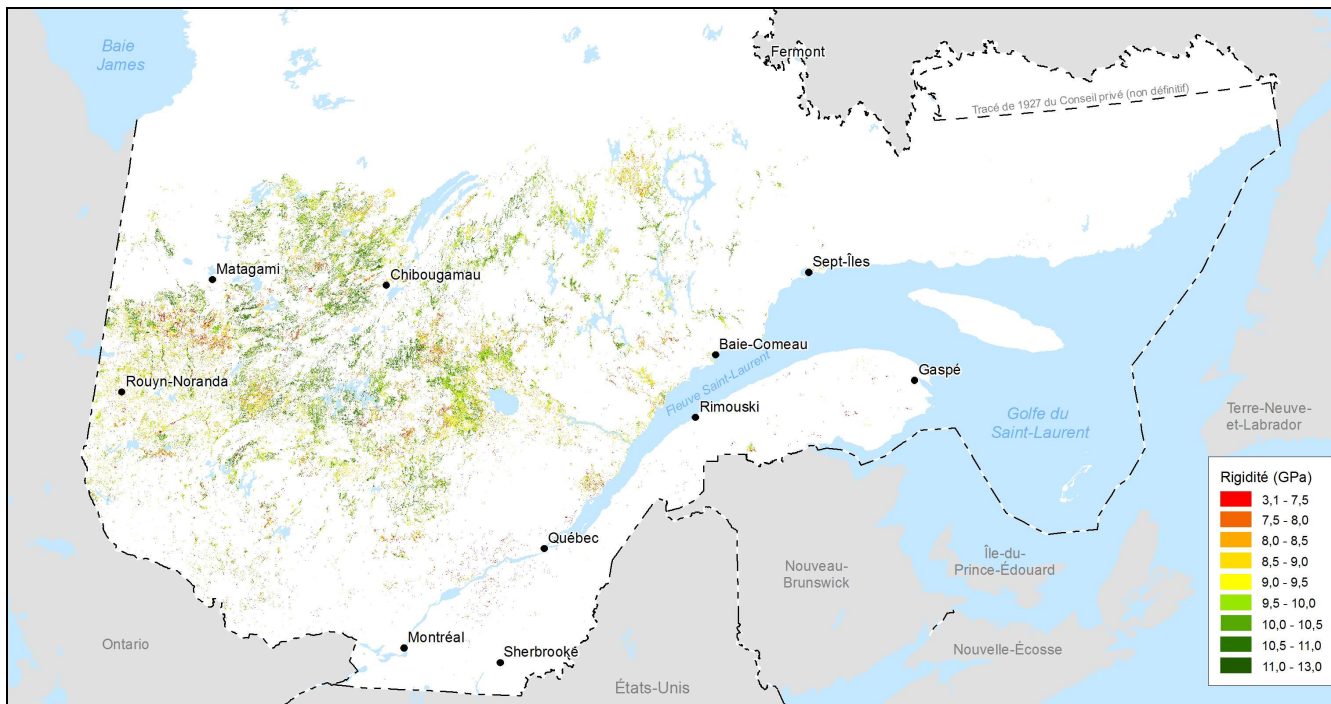 Baie
James
Fermont
Tracé de 1927 du Conseil privé (non définitif)
Matagami
Chibougamau
Sept-Îles
Baie-Comeau
Rouyn-Noranda
Fleuve Saint-Laurent
Gaspé
Rimouski
Golfe du
Saint-Laurent
Terre-Neuve-
et-Labrador
Québec
Nouveau-
Brunswick
Île-du-
Prince-Édouard
Ontario
Montréal
Sherbrooke
Nouvelle-Écosse
États-Unis
Rigidité (GPa)
3,1 - 7,5
7,5 - 8,0
8,0 - 8,5
8,5 - 9,0
9,0 - 9,5
9,5 - 10,0
10,0 - 10,5
10,5 - 11,0
11,0 - 13,0